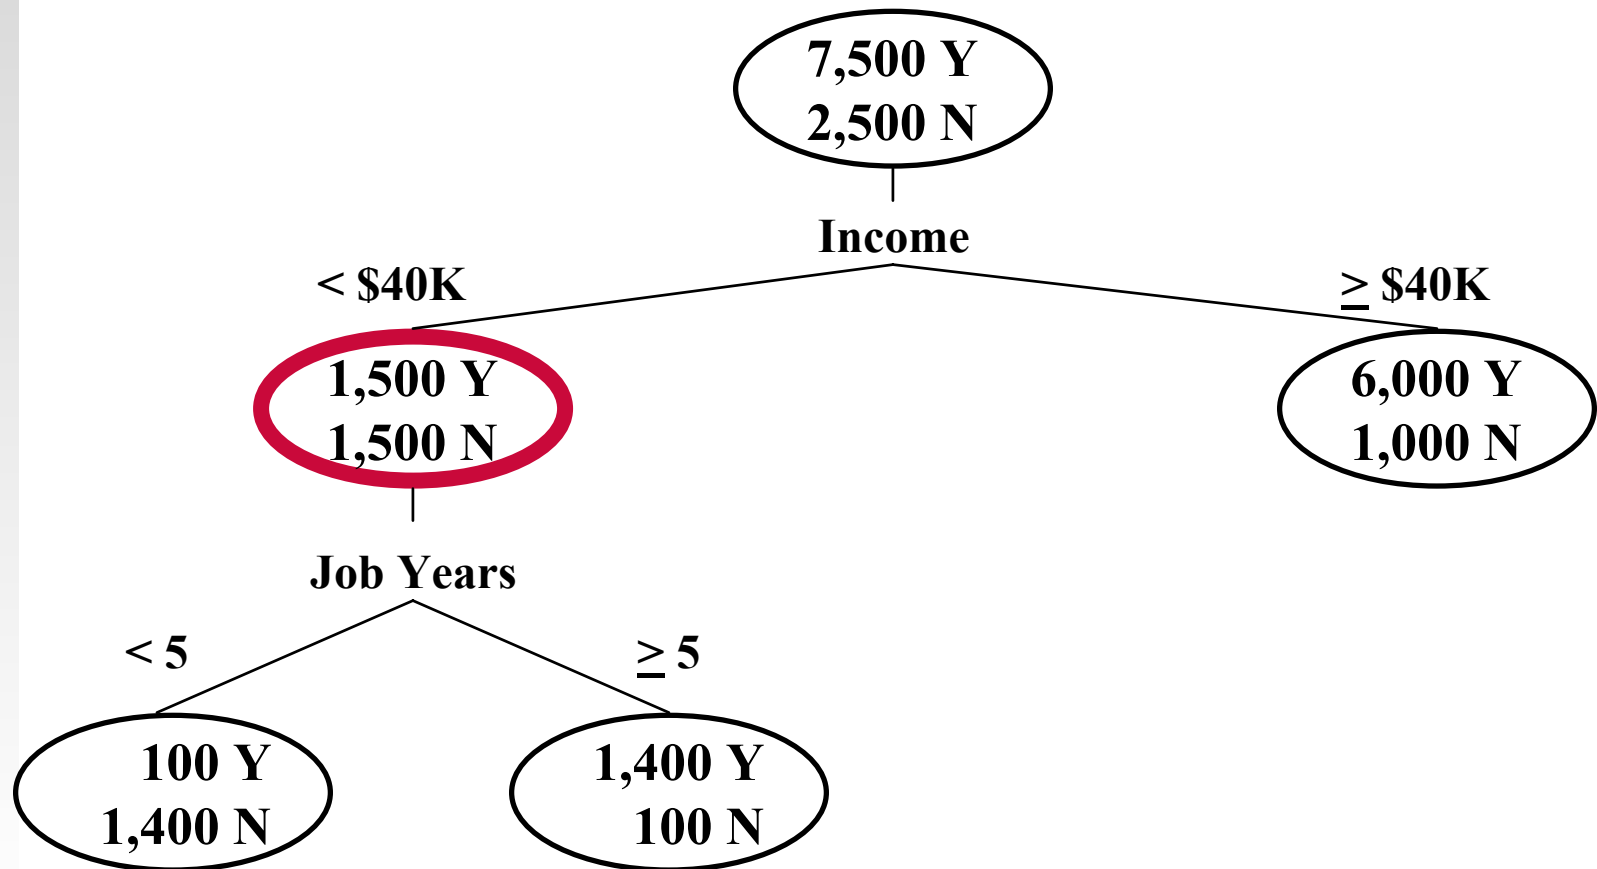 7,500 Y
2,500 N
Income
< $40K
≥ $40K
1,500 Y
1,500 N
6,000 Y
1,000 N
Job Years
< 5
≥ 5
100 Y
1,400 N
1,400 Y
100 N